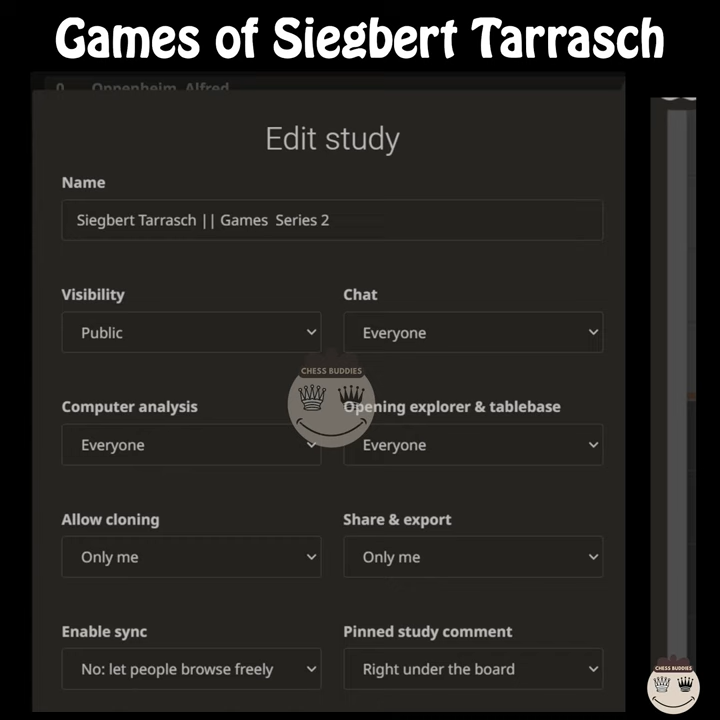 Games of Siegbert Tarrasch
0 Oppenheim, Alfred
Edit study
Name
Siegbert Tarrasch || Games Series 2
Visibility
Chat
Public
Everyone
CHESS BUDDIES
Computer analysis
Opening explorer & tablebase
Everyone
Everyone
Allow cloning
Share & export
Only me
Only me
Enable sync
Pinned study comment
No: let people browse freely
Right under the board
CHESS BUDDIES